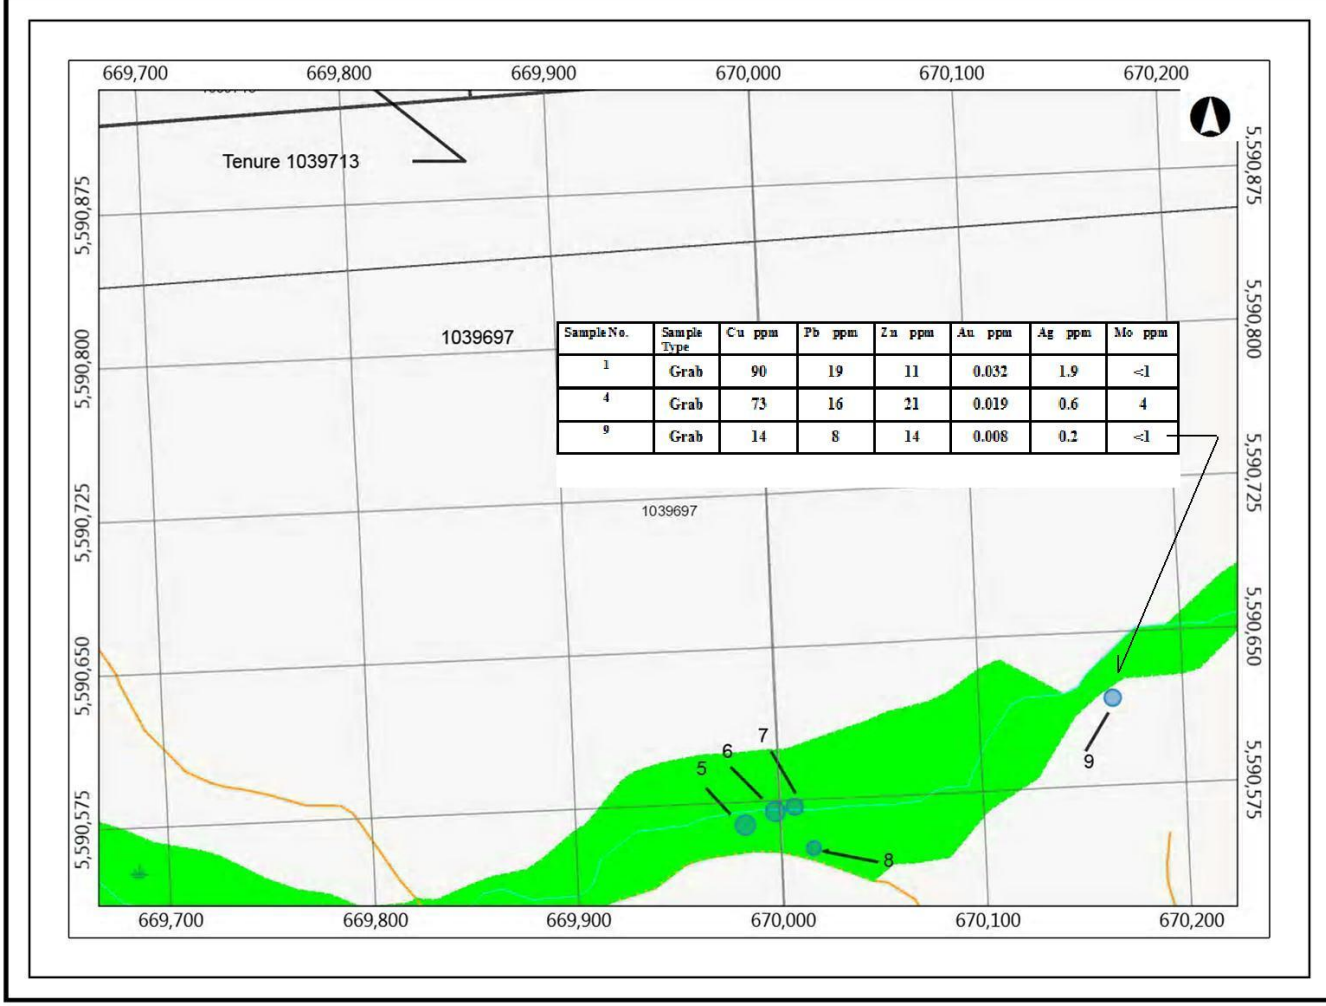 669,700 669,800 669,900 670,000 670,100 670,200
Tenure 1039713
5,590,875
5,590,875
5,590,800
5,590,800
1039697
Sample No. Sample Type Cu ppm Pb ppm Zn ppm Au ppm Ag ppm Mo ppm
1 Grab 90 19 11 0.032 1.9 <1
4 Grab 73 16 21 0.019 0.6 4
9 Grab 14 8 14 0.008 0.2 <1
5,590,725
5,590,725
1039697
5,590,650
5,590,650
7
6
5
9
8
5,590,575
5,590,575
669,700 669,800 669,900 670,000 670,100 670,200